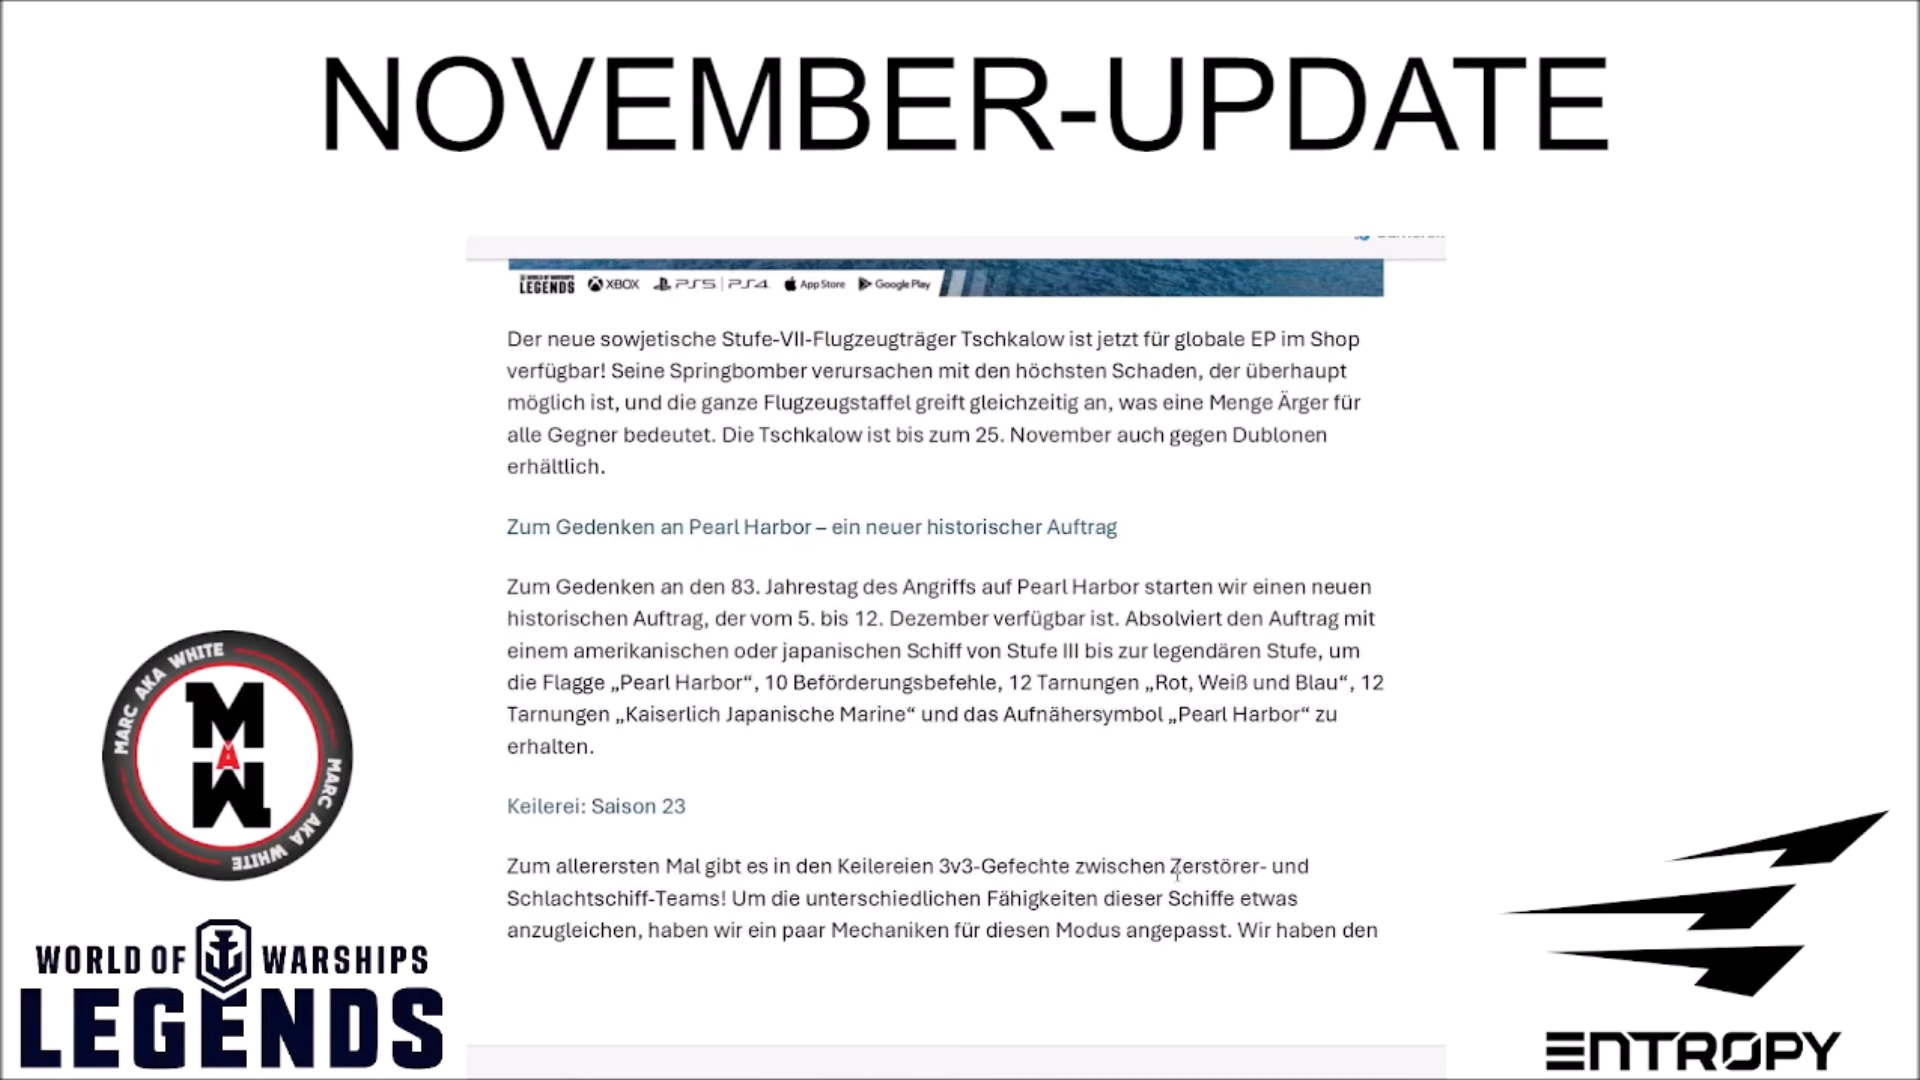 NOVEMBER-UPDATE
WORLD OF WARSHIPS
LEGENDS
XBOX
PS5 | PS4
App Store
Google Play
Der neue sowjetische Stufe-VII-Flugzeugträger Tschkalow ist jetzt für globale EP im Shop
verfügbar! Seine Springbomber verursachen mit den höchsten Schaden, der überhaupt
möglich ist, und die ganze Flugzeugstaffel greift gleichzeitig an, was eine Menge Ärger für
alle Gegner bedeutet. Die Tschkalow ist bis zum 25. November auch gegen Dublonen
erhältlich.
Zum Gedenken an Pearl Harbor – ein neuer historischer Auftrag
Zum Gedenken an den 83. Jahrestag des Angriffs auf Pearl Harbor starten wir einen neuen
historischen Auftrag, der vom 5. bis 12. Dezember verfügbar ist. Absolviert den Auftrag mit
einem amerikanischen oder japanischen Schiff von Stufe III bis zur legendären Stufe, um
die Flagge „Pearl Harbor“, 10 Beförderungsbefehle, 12 Tarnungen „Rot, Weiß und Blau“, 12
Tarnungen „Kaiserlich Japanische Marine“ und das Aufnähersymbol „Pearl Harbor“ zu
erhalten.
Keilerei: Saison 23
Zum allerersten Mal gibt es in den Keilereien 3v3-Gefechte zwischen Zerstörer- und
Schlachtschiff-Teams! Um die unterschiedlichen Fähigkeiten dieser Schiffe etwas
anzugleichen, haben wir ein paar Mechaniken für diesen Modus angepasst. Wir haben den
MARC AKA WHITE
MAW
MARC AKA WHITE
WORLD OF WARSHIPS
LEGENDS
ENTROPY